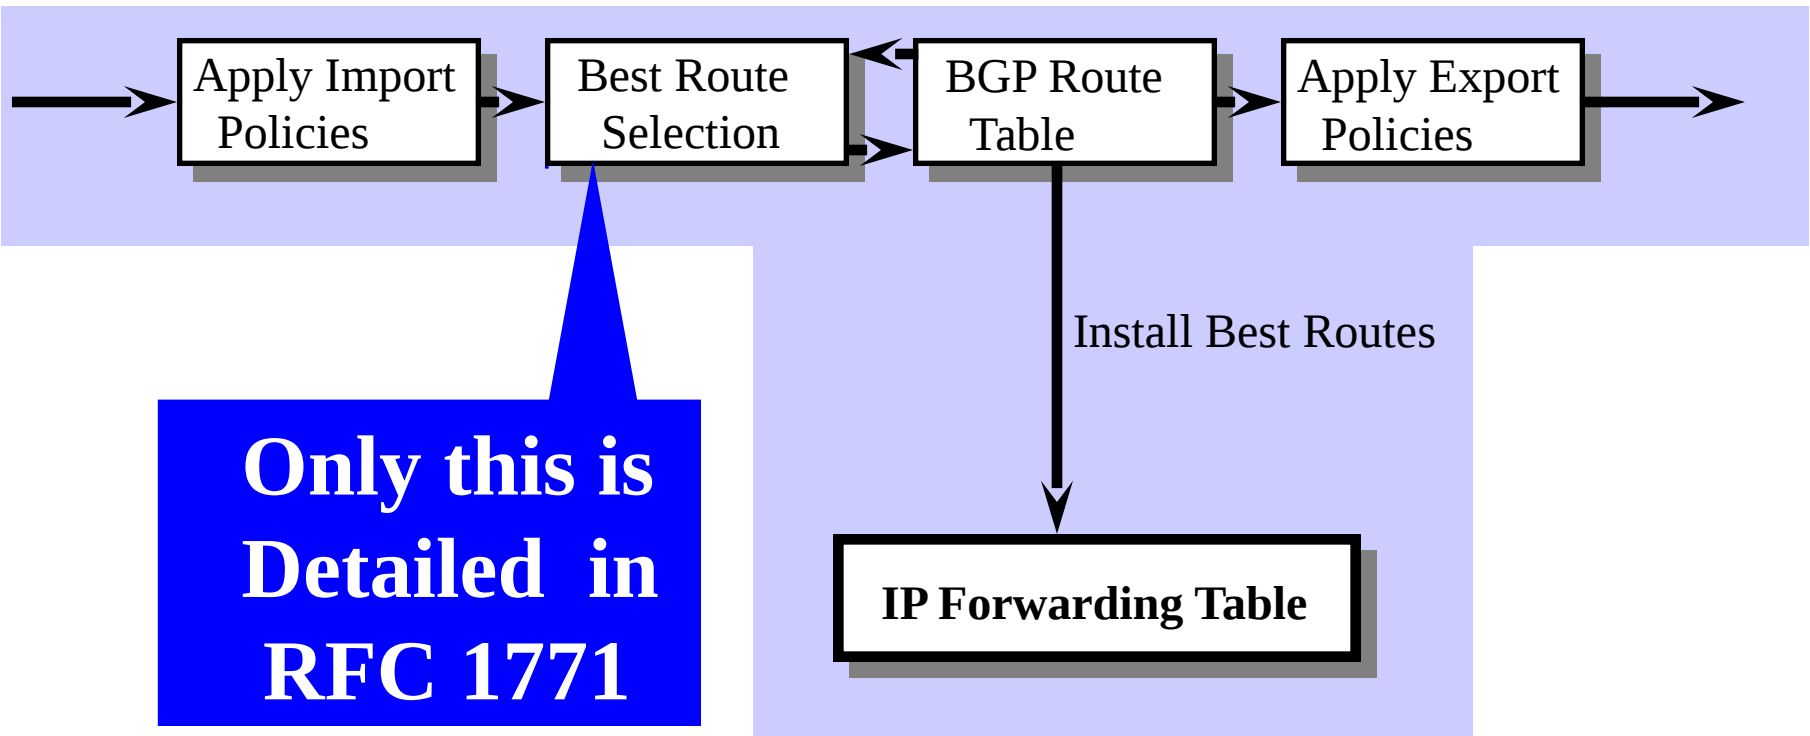 Apply Import
Policies
Best Route
Selection
BGP Route
Table
Apply Export
Policies
Install Best Routes
Only this is
Detailed in
RFC 1771
IP Forwarding Table